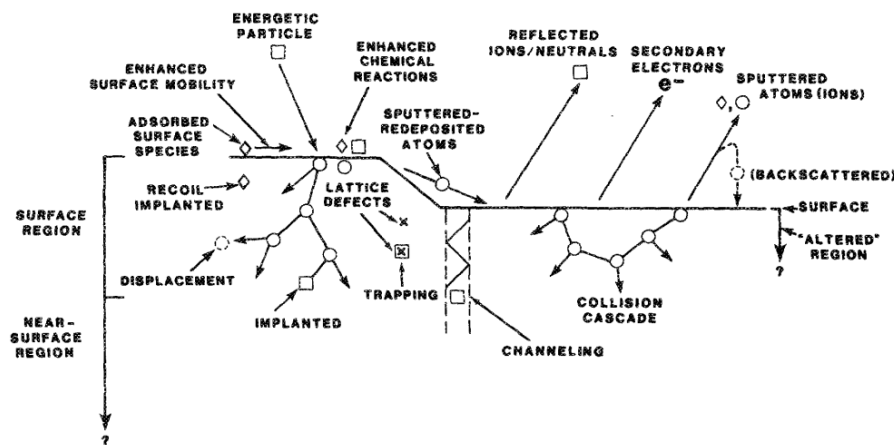 ENERGETIC
PARTICLE
ENHANCED
SURFACE MOBILITY
ENHANCED
CHEMICAL
REACTIONS
REFLECTED
IONS/NEUTRALS
SECONDARY
ELECTRONS
e−
SPUTTERED
ATOMS (IONS)
,
ADSORBED
SURFACE
SPECIES
SPUTTERED-
REDEPOSITED
ATOMS
(BACKSCATTERED)
RECOIL
IMPLANTED
LATTICE
DEFECTS
SURFACE
SURFACE
REGION
"ALTERED"
REGION
?
DISPLACEMENT
TRAPPING
IMPLANTED
COLLISION
CASCADE
NEAR-
SURFACE
REGION
CHANNELING
?